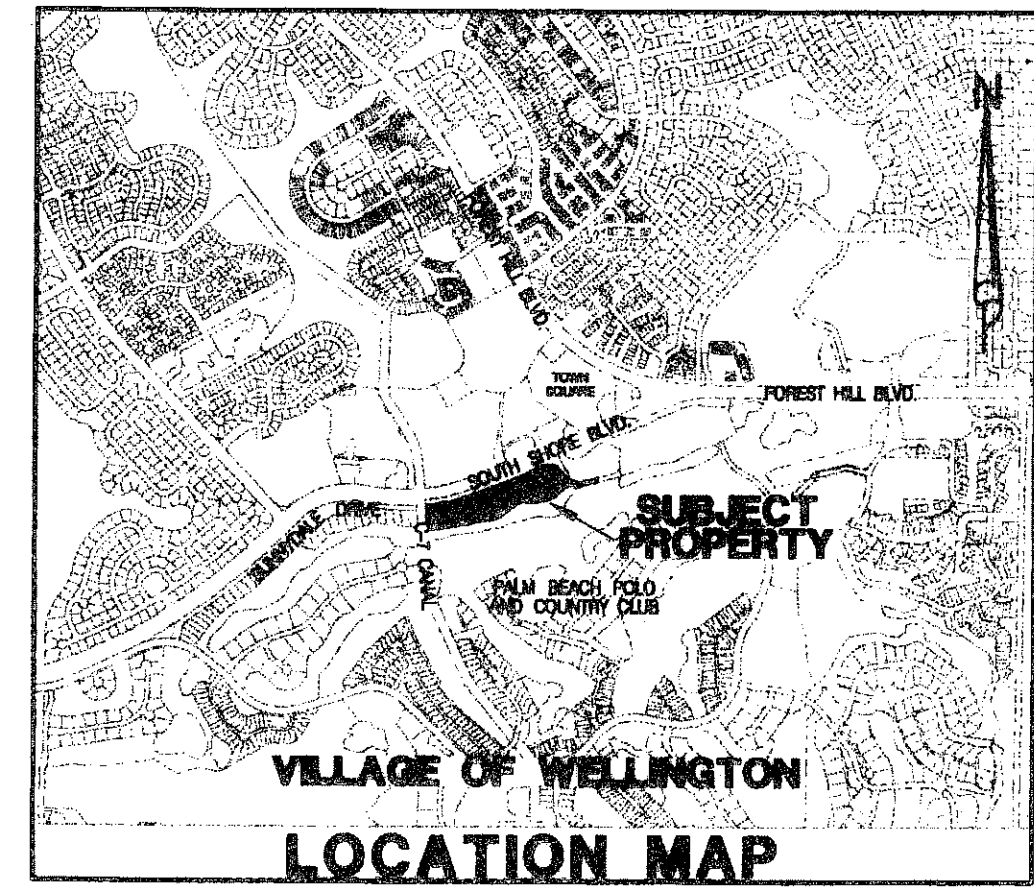 N
FOREST HILL BLVD.
TOWN
SQUARE
FOREST HILL BLVD.
SOUTH SHORE BLVD.
SUBJECT
PROPERTY
SUNNYDALE DRIVE
C-7 CANAL
PALM BEACH POLO
AND COUNTRY CLUB
VILLAGE OF WELLINGTON
LOCATION MAP